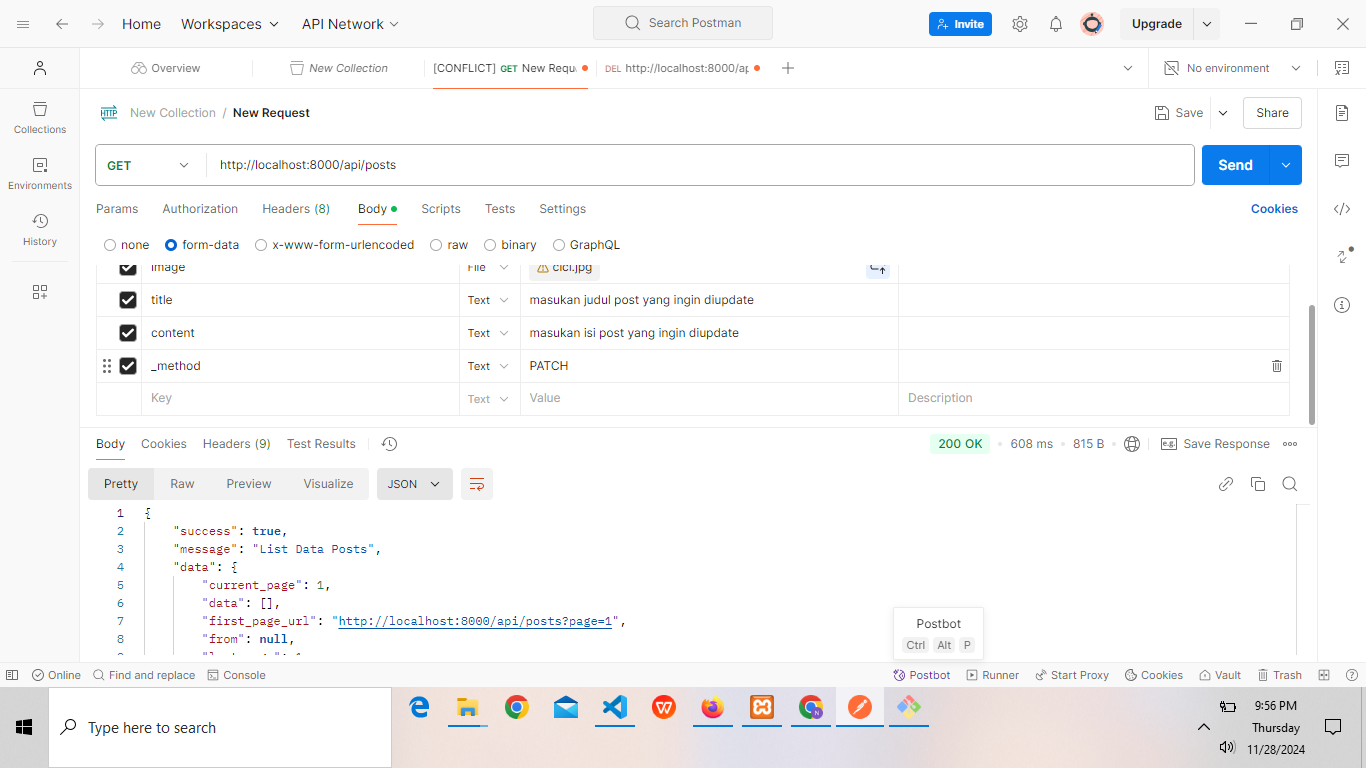 Home Workspaces API Network Search Postman Invite Upgrade
Overview New Collection [CONFLICT] GET New Requ DEL http://localhost:8000/ap No environment
New Collection / New Request Save Share
GET http://localhost:8000/api/posts Send
Params Authorization Headers (8) Body Scripts Tests Settings Cookies
none form-data x-www-form-urlencoded raw binary GraphQL
Collections
Environments
History
image File cici.jpg
title Text masukan judul post yang ingin diupdate
content Text masukan isi post yang ingin diupdate
_method Text PATCH
Key Text Value Description
Body Cookies Headers (9) Test Results 200 OK 608 ms 815 B e.g. Save Response
Pretty Raw Preview Visualize JSON
1 {
2 "success": true,
3 "message": "List Data Posts",
4 "data": {
5 "current_page": 1,
6 "data": [],
7 "first_page_url": "http://localhost:8000/api/posts?page=1",
8 "from": null,
Postbot
Ctrl Alt P
Online Find and replace Console Postbot Runner Start Proxy Cookies Vault Trash
Type here to search
9:56 PM
Thursday
11/28/2024